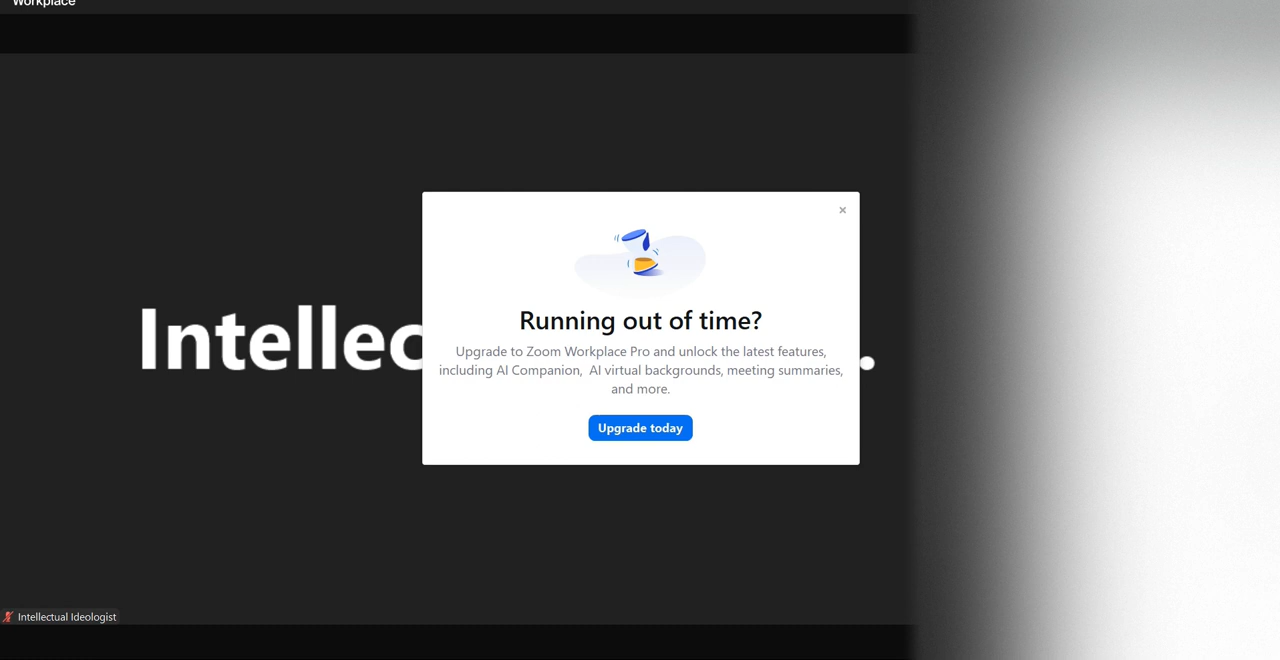 Workplace
Intellec
×
Running out of time?
Upgrade to Zoom Workplace Pro and unlock the latest features,
including AI Companion, AI virtual backgrounds, meeting summaries,
and more.
Upgrade today
Intellectual Ideologist